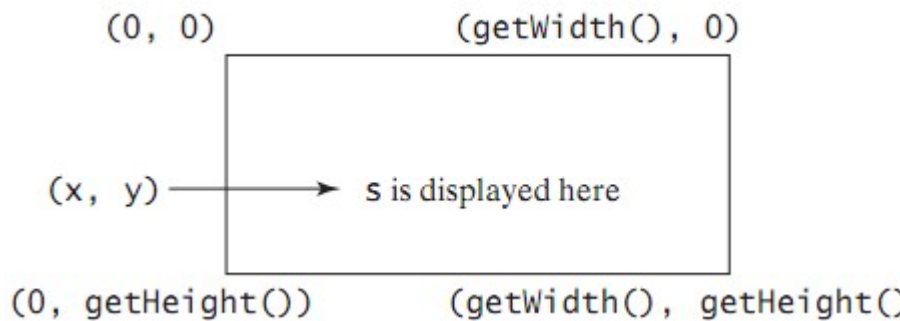 (0, 0) (getWidth(), 0)
(x, y) s is displayed here
(0, getHeight()) (getWidth(), getHeight()